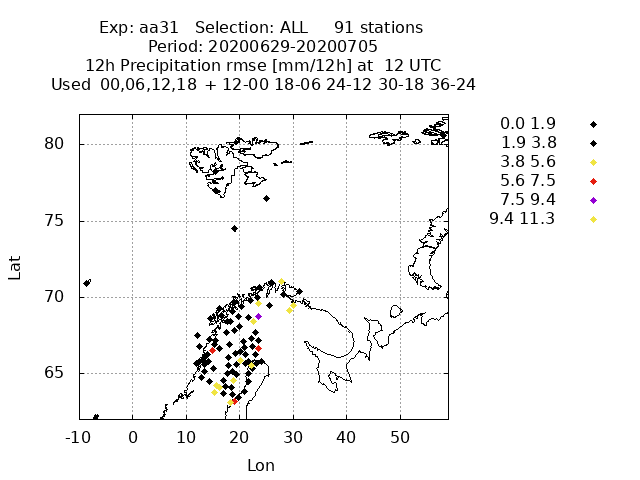 Exp: aa31 Selection: ALL 91 stations
Period: 20200629-20200705
12h Precipitation rmse [mm/12h] at 12 UTC
Used 00,06,12,18 + 12-00 18-06 24-12 30-18 36-24
0.0 1.9
1.9 3.8
3.8 5.6
5.6 7.5
7.5 9.4
9.4 11.3
80
75
70
65
Lat
-10 0 10 20 30 40 50
Lon